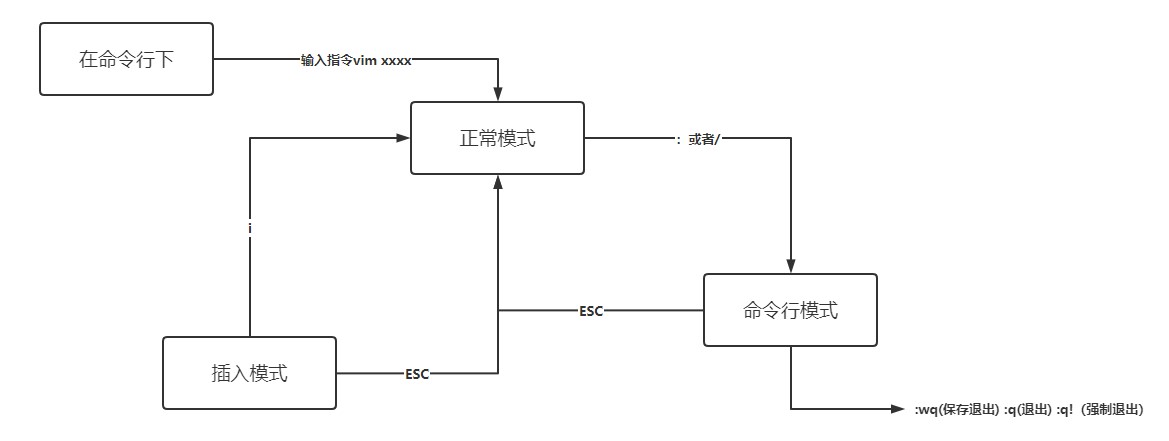 在命令行下
输入指令vim xxxx
正常模式
：或者/
i
命令行模式
ESC
插入模式
ESC
:wq(保存退出) :q(退出) :q!（强制退出）